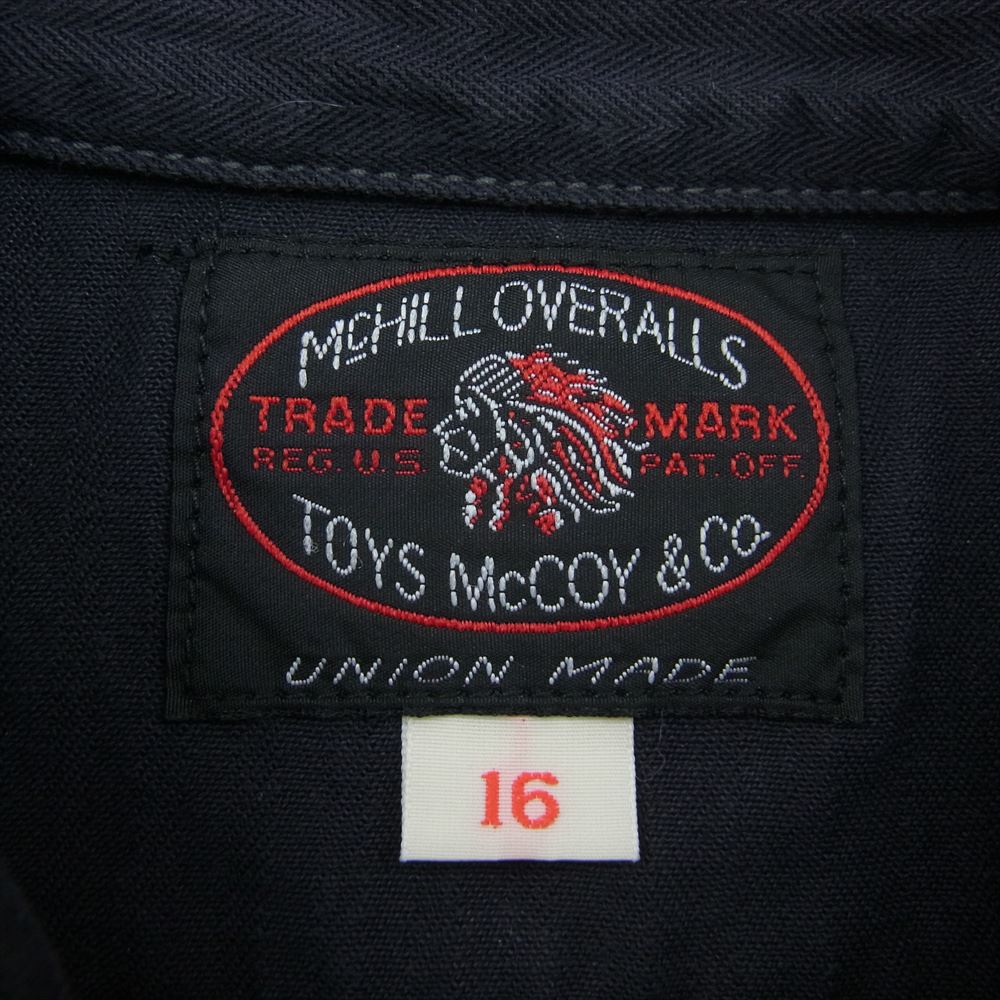 McHILL OVERALLS
TRADE MARK
REG. U.S. PAT. OFF.
TOYS McCOY & Co.
UNION MADE
16